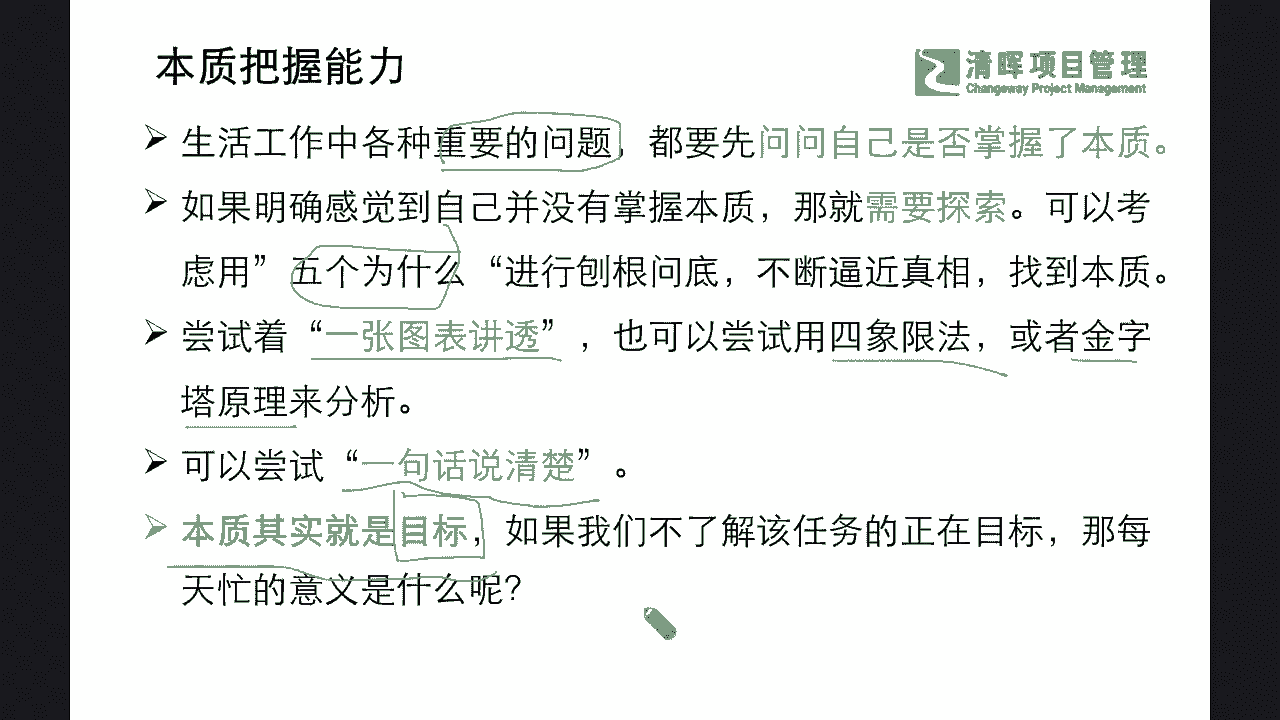 本质把握能力
清晖项目管理
Changeway Project Management
➢ 生活工作中各种重要的问题，都要先问问自己是否掌握了本质。
➢ 如果明确感觉到自己并没有掌握本质，那就需要探索。可以考
虑用”五个为什么“进行刨根问底，不断逼近真相，找到本质。
➢ 尝试着“一张图表讲透”，也可以尝试用四象限法，或者金字
塔原理来分析。
➢ 可以尝试“一句话说清楚”。
➢ 本质其实就是目标，如果我们不了解该任务的正在目标，那每
天忙的意义是什么呢？